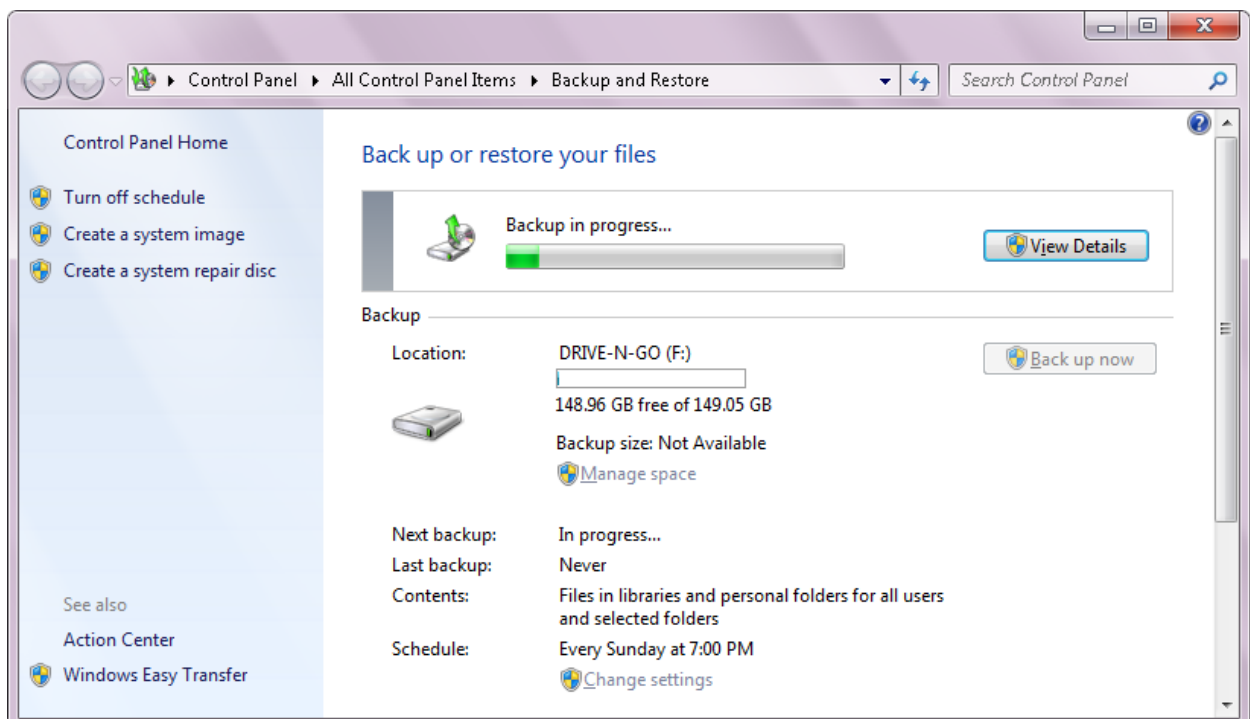 Control Panel ▸ All Control Panel Items ▸ Backup and Restore
Search Control Panel
Control Panel Home
Turn off schedule
Create a system image
Create a system repair disc
See also
Action Center
Windows Easy Transfer
Back up or restore your files
Backup in progress...
View Details
Backup
Location:
DRIVE-N-GO (F:)
Back up now
148.96 GB free of 149.05 GB
Backup size: Not Available
Manage space
Next backup:
In progress...
Last backup:
Never
Contents:
Files in libraries and personal folders for all users
and selected folders
Schedule:
Every Sunday at 7:00 PM
Change settings